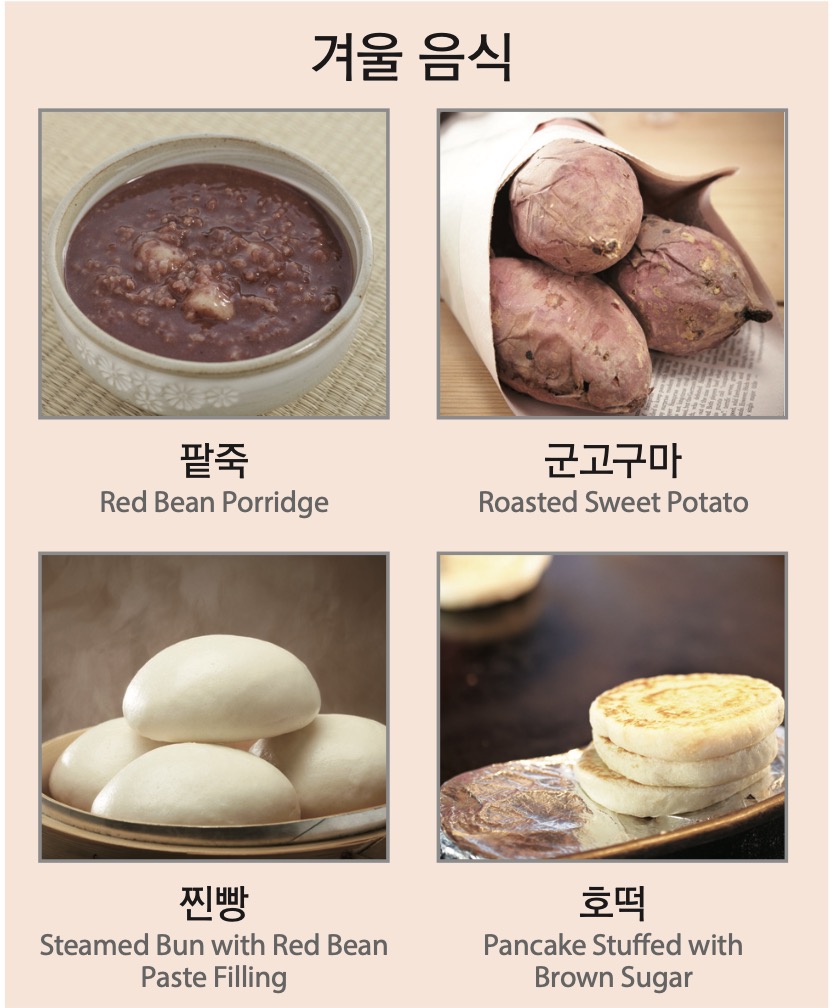 겨울 음식
팥죽
Red Bean Porridge
군고구마
Roasted Sweet Potato
찐빵
Steamed Bun with Red Bean
Paste Filling
호떡
Pancake Stuffed with
Brown Sugar